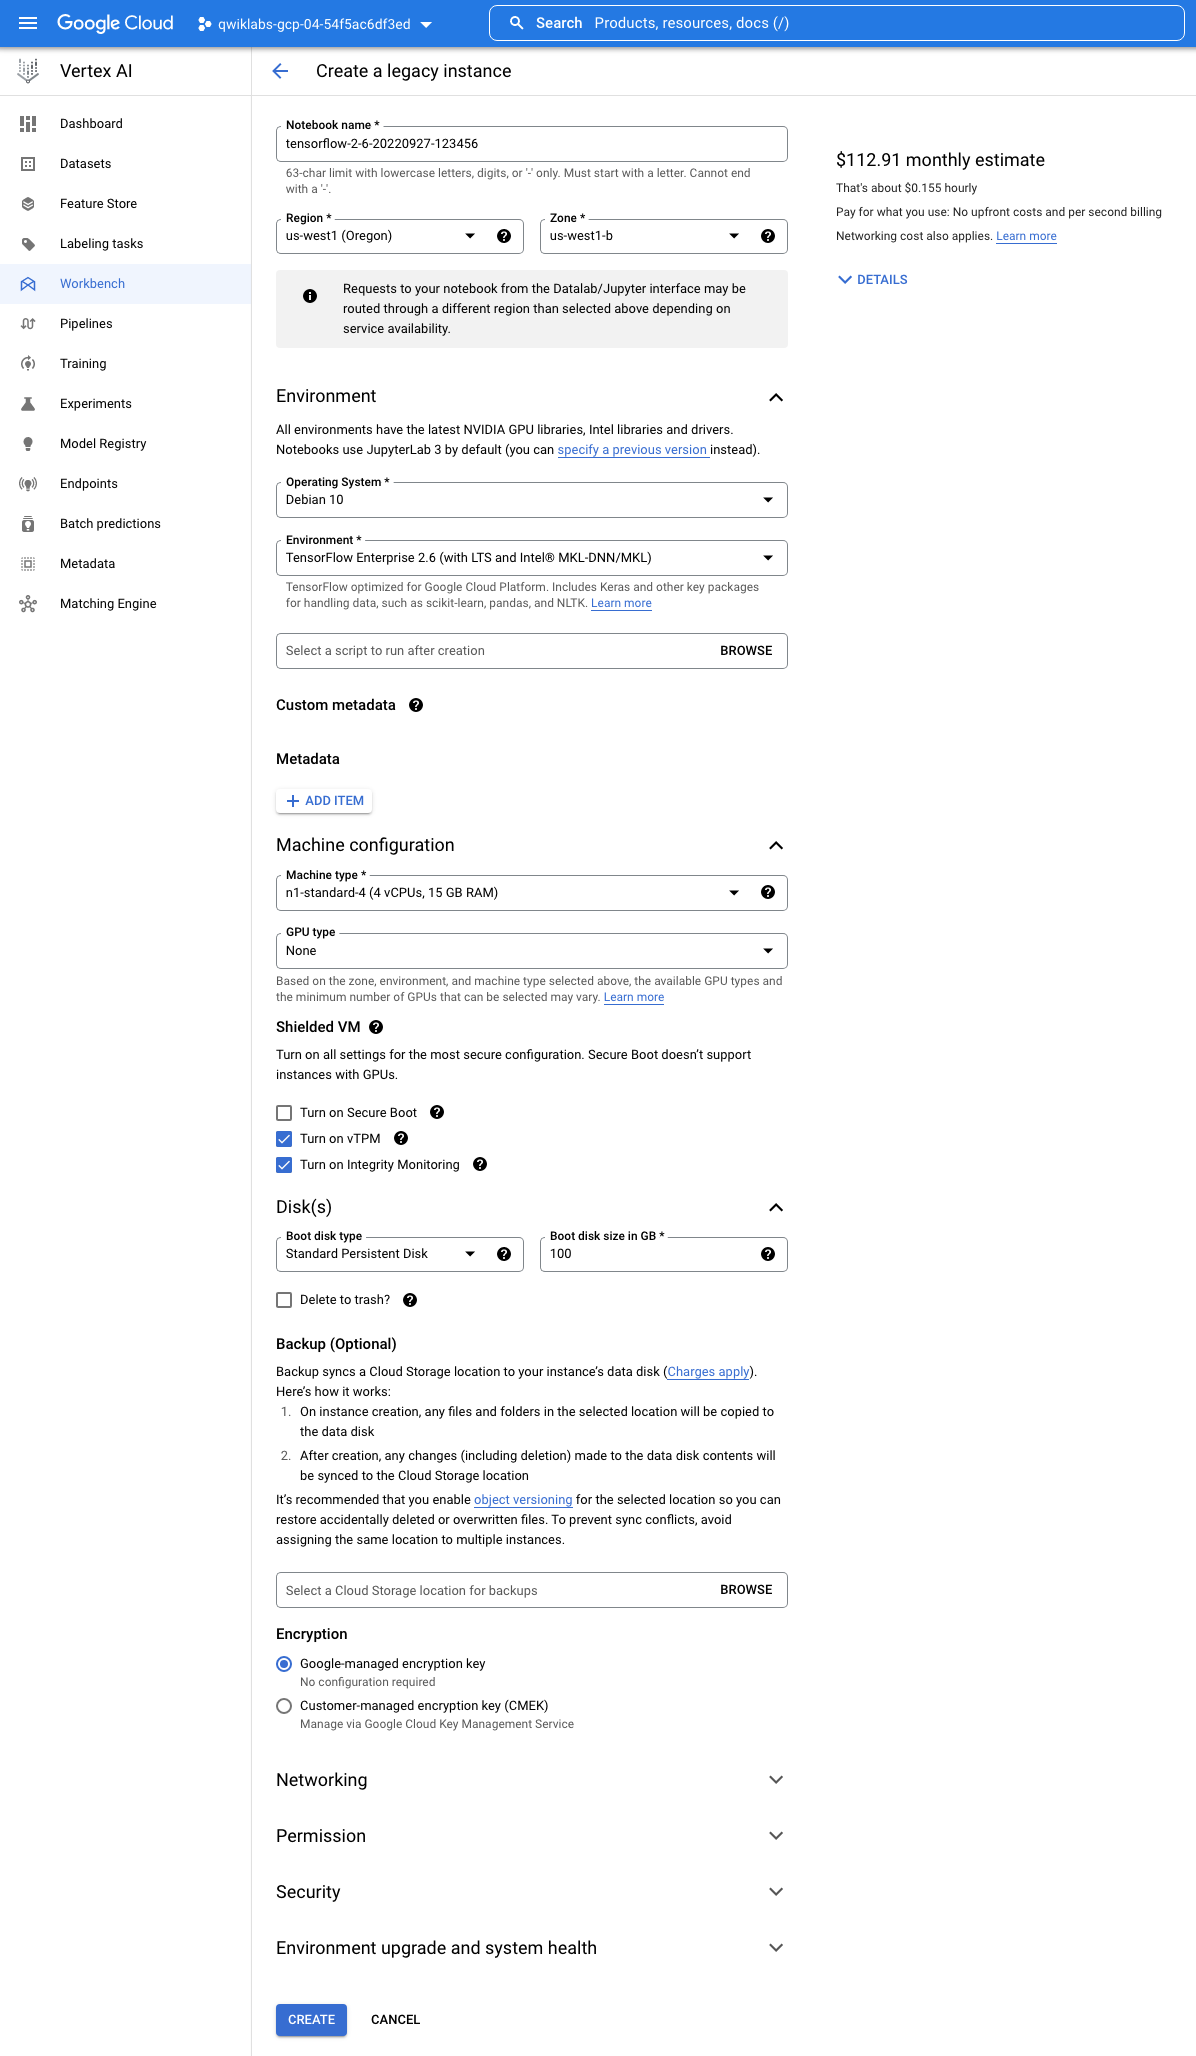 Google Cloud
qwiklabs-gcp-04-54f5ac6df3ed
Search Products, resources, docs (/)
Vertex AI
Dashboard
Datasets
Feature Store
Labeling tasks
Workbench
Pipelines
Training
Experiments
Model Registry
Endpoints
Batch predictions
Metadata
Matching Engine
Create a legacy instance
Notebook name *
tensorflow-2-6-20220927-123456
63-char limit with lowercase letters, digits, or '-' only. Must start with a letter. Cannot end
with a '-'.
Region *
us-west1 (Oregon)
Zone *
us-west1-b
Requests to your notebook from the Datalab/Jupyter interface may be
routed through a different region than selected above depending on
service availability.
Environment
All environments have the latest NVIDIA GPU libraries, Intel libraries and drivers.
Notebooks use JupyterLab 3 by default (you can specify a previous version instead).
Operating System *
Debian 10
Environment *
TensorFlow Enterprise 2.6 (with LTS and Intel® MKL-DNN/MKL)
TensorFlow optimized for Google Cloud Platform. Includes Keras and other key packages
for handling data, such as scikit-learn, pandas, and NLTK. Learn more
Select a script to run after creation BROWSE
Custom metadata
Metadata
ADD ITEM
Machine configuration
Machine type *
n1-standard-4 (4 vCPUs, 15 GB RAM)
GPU type
None
Based on the zone, environment, and machine type selected above, the available GPU types and
the minimum number of GPUs that can be selected may vary. Learn more
Shielded VM
Turn on all settings for the most secure configuration. Secure Boot doesn't support
instances with GPUs.
Turn on Secure Boot
Turn on vTPM
Turn on Integrity Monitoring
Disk(s)
Boot disk type
Standard Persistent Disk
Boot disk size in GB *
100
Delete to trash?
Backup (Optional)
Backup syncs a Cloud Storage location to your instance's data disk (Charges apply).
Here's how it works:
1. On instance creation, any files and folders in the selected location will be copied to
the data disk
2. After creation, any changes (including deletion) made to the data disk contents will
be synced to the Cloud Storage location
It's recommended that you enable object versioning for the selected location so you can
restore accidentally deleted or overwritten files. To prevent sync conflicts, avoid
assigning the same location to multiple instances.
Select a Cloud Storage location for backups BROWSE
Encryption
Google-managed encryption key
No configuration required
Customer-managed encryption key (CMEK)
Manage via Google Cloud Key Management Service
Networking
Permission
Security
Environment upgrade and system health
CREATE CANCEL
$112.91 monthly estimate
That's about $0.155 hourly
Pay for what you use: No upfront costs and per second billing
Networking cost also applies. Learn more
DETAILS